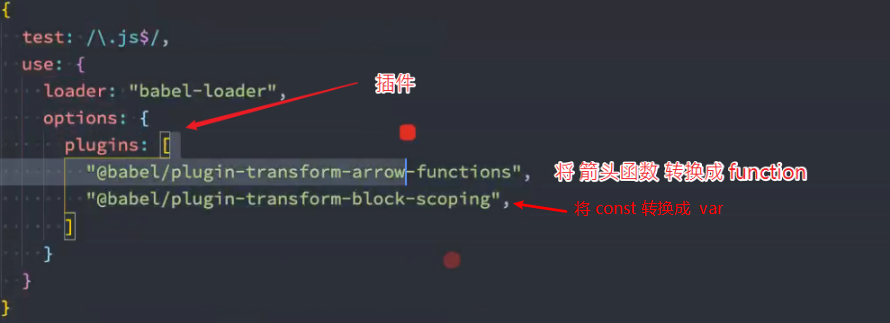 {
test: /\.js$/,
use: {
loader: "babel-loader",
插件
options: {
plugins: [
"@babel/plugin-transform-arrow-functions", 将 箭头函数 转换成 function
"@babel/plugin-transform-block-scoping", 将 const 转换成 var
]
}
}
}